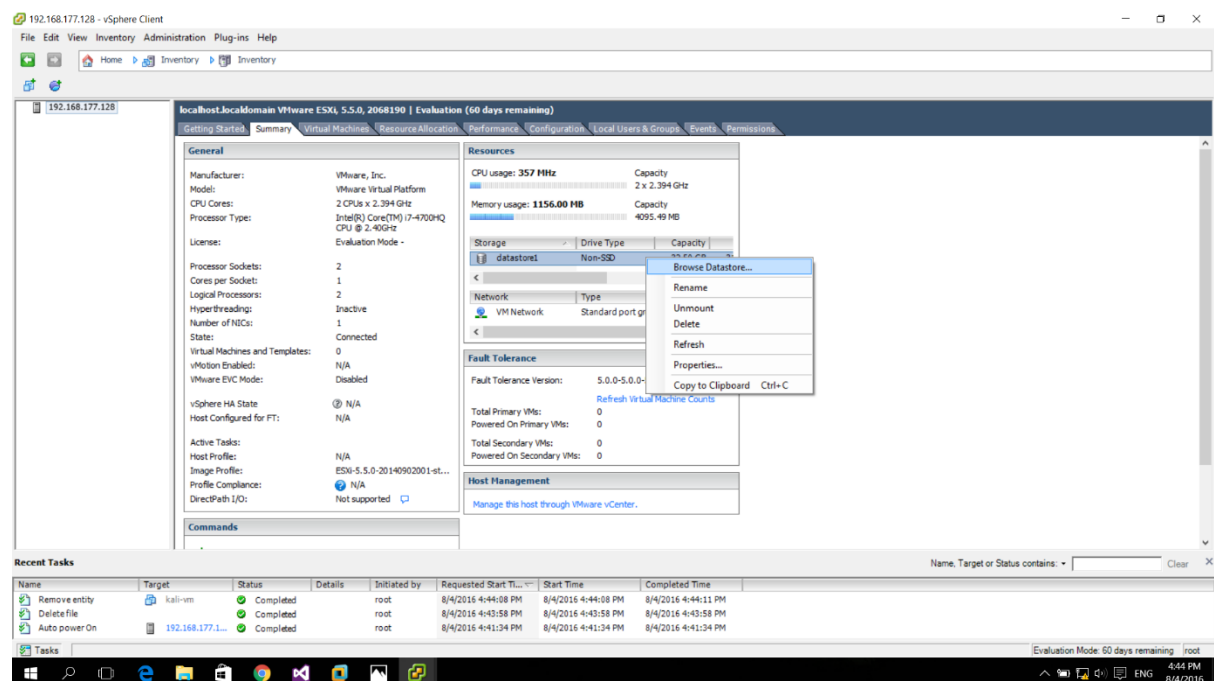 192.168.177.128 - vSphere Client
File Edit View Inventory Administration Plug-ins Help
Home Inventory Inventory
192.168.177.128
localhost.localdomain VMware ESXi, 5.5.0, 2068190 | Evaluation (60 days remaining)
Getting Started Summary Virtual Machines Resource Allocation Performance Configuration Local Users & Groups Events Permissions
General
Manufacturer: VMware, Inc.
Model: VMware Virtual Platform
CPU Cores: 2 CPUs x 2.394 GHz
Processor Type: Intel(R) Core(TM) i7-4700HQ
CPU @ 2.40GHz
License: Evaluation Mode -
Processor Sockets: 2
Cores per Socket: 1
Logical Processors: 2
Hyperthreading: Inactive
Number of NICs: 1
State: Connected
Virtual Machines and Templates: 0
vMotion Enabled: N/A
VMware EVC Mode: Disabled
vSphere HA State N/A
Host Configured for FT: N/A
Active Tasks:
Host Profile: N/A
Image Profile: ESXi-5.5.0-20140902001-st...
Profile Compliance: N/A
DirectPath I/O: Not supported
Commands
Resources
CPU usage: 357 MHz Capacity
2 x 2.394 GHz
Memory usage: 1156.00 MB Capacity
4095.49 MB
Storage Drive Type Capacity
datastore1 Non-SSD
Network Type
VM Network Standard port gr
Fault Tolerance
Fault Tolerance Version: 5.0.0-5.0.0-
Refresh Virtual Machine Counts
Total Primary VMs: 0
Powered On Primary VMs: 0
Total Secondary VMs: 0
Powered On Secondary VMs: 0
Host Management
Manage this host through VMware vCenter.
Browse Datastore...
Rename
Unmount
Delete
Refresh
Properties...
Copy to Clipboard Ctrl+C
Recent Tasks
Name, Target or Status contains: Clear
Name Target Status Details Initiated by Requested Start Ti... Start Time Completed Time
Remove entity kali-vm Completed root 8/4/2016 4:44:08 PM 8/4/2016 4:44:08 PM 8/4/2016 4:44:11 PM
Delete file Completed root 8/4/2016 4:43:58 PM 8/4/2016 4:43:58 PM 8/4/2016 4:43:58 PM
Auto power On 192.168.177.1... Completed root 8/4/2016 4:41:34 PM 8/4/2016 4:41:34 PM 8/4/2016 4:41:34 PM
Tasks
Evaluation Mode: 60 days remaining root
ENG
4:44 PM
8/4/2016